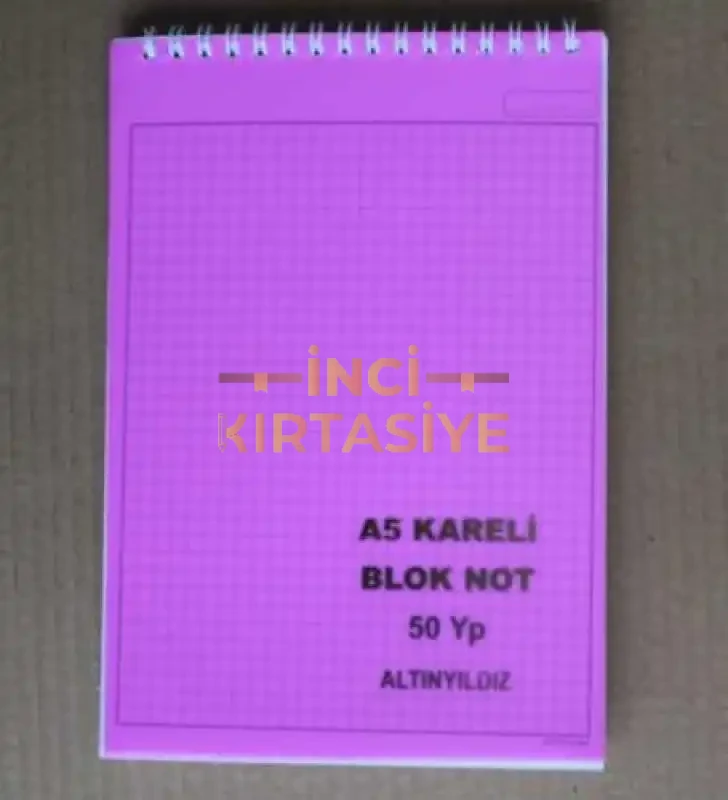 İNCİ
KIRTASİYE
A5 KARELİ
BLOK NOT
50 Yp
ALTINYILDIZ